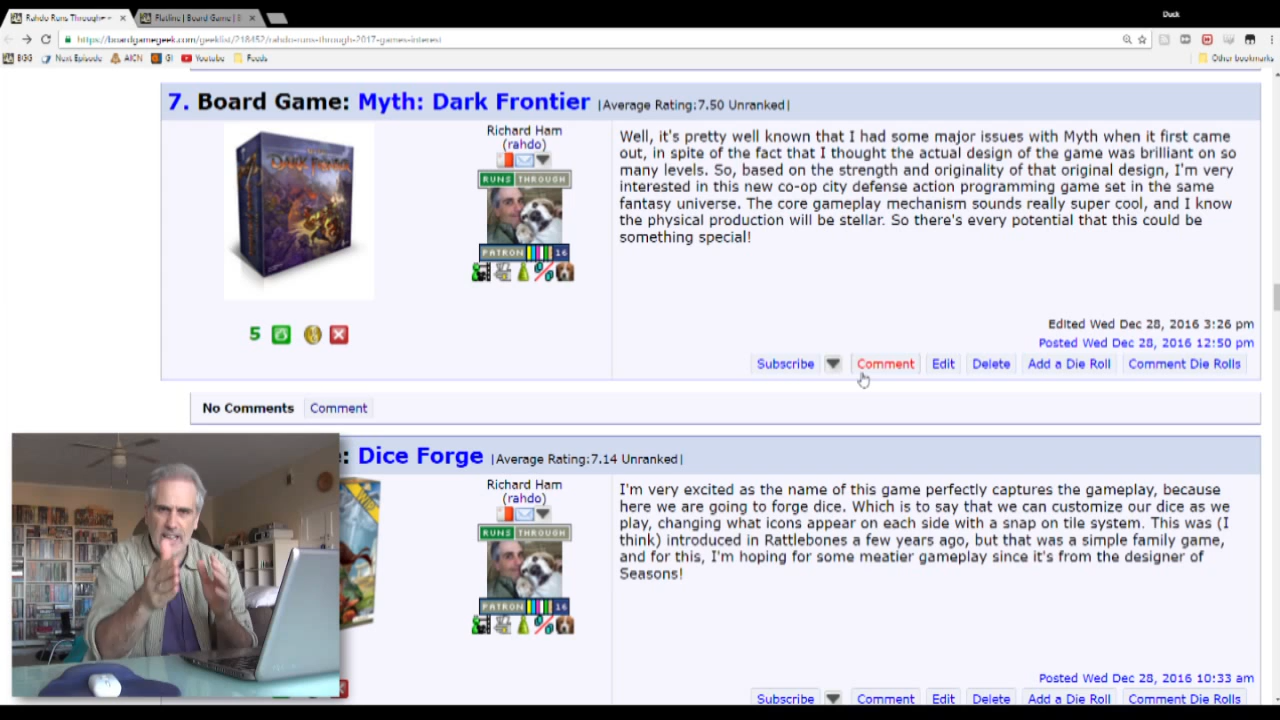 Duck
Rahdo Runs Through
Flatline | Board Game | B
https://boardgamegeek.com/geeklist/218452/rahdo-runs-through-2017-games-interest
BGG Next Episode AICN GI Youtube Feeds Other bookmarks
7. Board Game: Myth: Dark Frontier |Average Rating:7.50 Unranked|
DARK FRONTIER
Richard Ham
(rahdo)
RUNS THROUGH
PATRON 16
Well, it's pretty well known that I had some major issues with Myth when it first came
out, in spite of the fact that I thought the actual design of the game was brilliant on so
many levels. So, based on the strength and originality of that original design, I'm very
interested in this new co-op city defense action programming game set in the same
fantasy universe. The core gameplay mechanism sounds really super cool, and I know
the physical production will be stellar. So there's every potential that this could be
something special!
5
Edited Wed Dec 28, 2016 3:26 pm
Posted Wed Dec 28, 2016 12:50 pm
Subscribe Comment Edit Delete Add a Die Roll Comment Die Rolls
No Comments Comment
: Dice Forge |Average Rating:7.14 Unranked|
Richard Ham
(rahdo)
RUNS THROUGH
PATRON 16
I'm very excited as the name of this game perfectly captures the gameplay, because
here we are going to forge dice. Which is to say that we can customize our dice as we
play, changing what icons appear on each side with a snap on tile system. This was (I
think) introduced in Rattlebones a few years ago, but that was a simple family game,
and for this, I'm hoping for some meatier gameplay since it's from the designer of
Seasons!
Posted Wed Dec 28, 2016 10:33 am
Subscribe Comment Edit Delete Add a Die Roll Comment Die Rolls